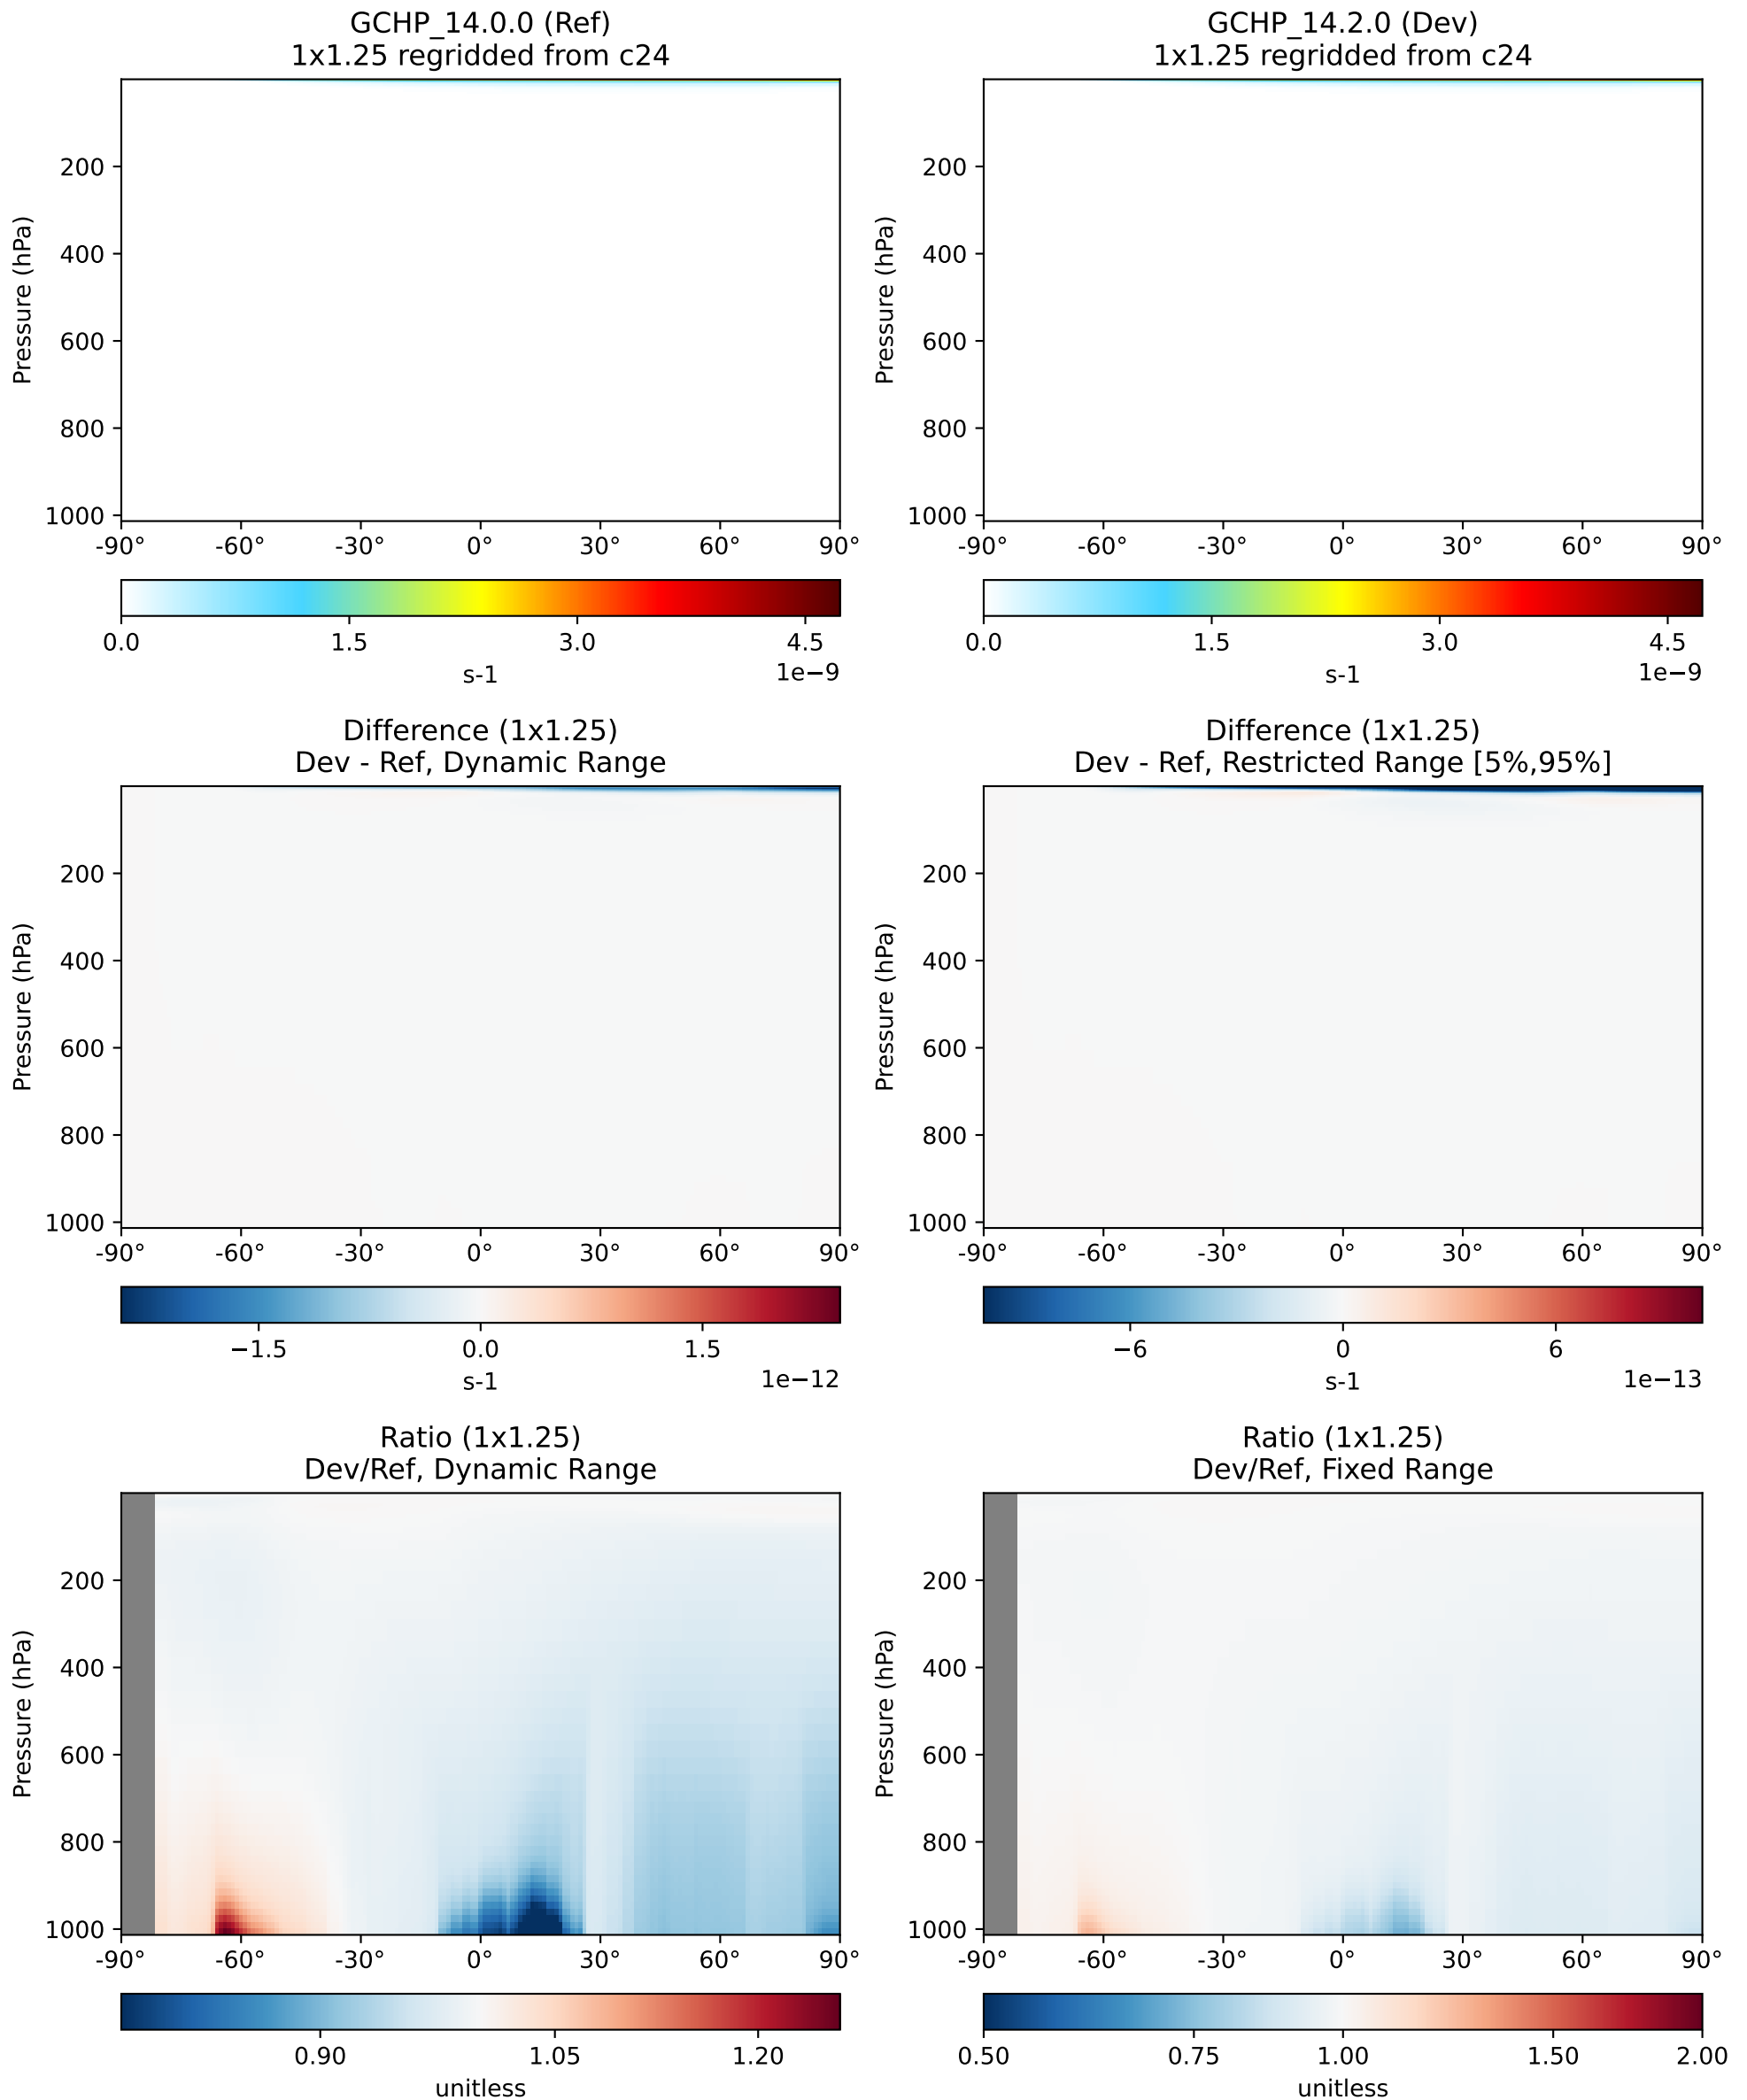 GCHP_14.0.0 (Ref)
1x1.25 regridded from c24
Pressure (hPa)
200
400
600
800
1000
-90° -60° -30° 0° 30° 60° 90°
0.0 1.5 3.0 4.5
s-1
1e−9
GCHP_14.2.0 (Dev)
1x1.25 regridded from c24
Pressure (hPa)
200
400
600
800
1000
-90° -60° -30° 0° 30° 60° 90°
0.0 1.5 3.0 4.5
s-1
1e−9
Difference (1x1.25)
Dev - Ref, Dynamic Range
Pressure (hPa)
200
400
600
800
1000
-90° -60° -30° 0° 30° 60° 90°
−1.5 0.0 1.5
s-1
1e−12
Difference (1x1.25)
Dev - Ref, Restricted Range [5%,95%]
Pressure (hPa)
200
400
600
800
1000
-90° -60° -30° 0° 30° 60° 90°
−6 0 6
s-1
1e−13
Ratio (1x1.25)
Dev/Ref, Dynamic Range
Pressure (hPa)
200
400
600
800
1000
-90° -60° -30° 0° 30° 60° 90°
0.90 1.05 1.20
unitless
Ratio (1x1.25)
Dev/Ref, Fixed Range
Pressure (hPa)
200
400
600
800
1000
-90° -60° -30° 0° 30° 60° 90°
0.50 0.75 1.00 1.50 2.00
unitless